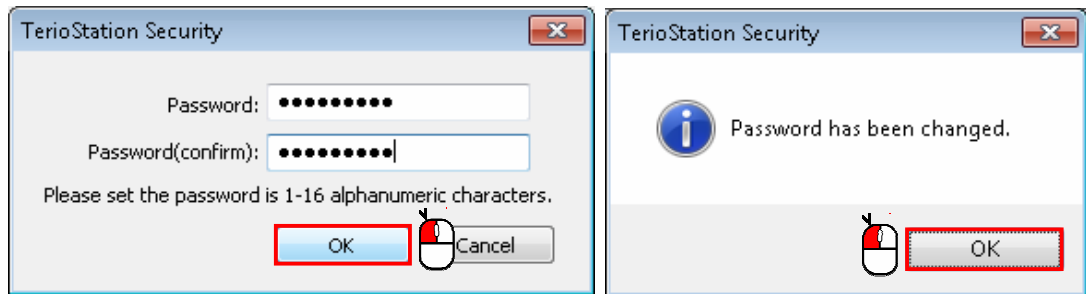 TerioStation Security
Password: •••••••••
Password(confirm): •••••••••
Please set the password is 1-16 alphanumeric characters.
OK Cancel
TerioStation Security
Password has been changed.
OK